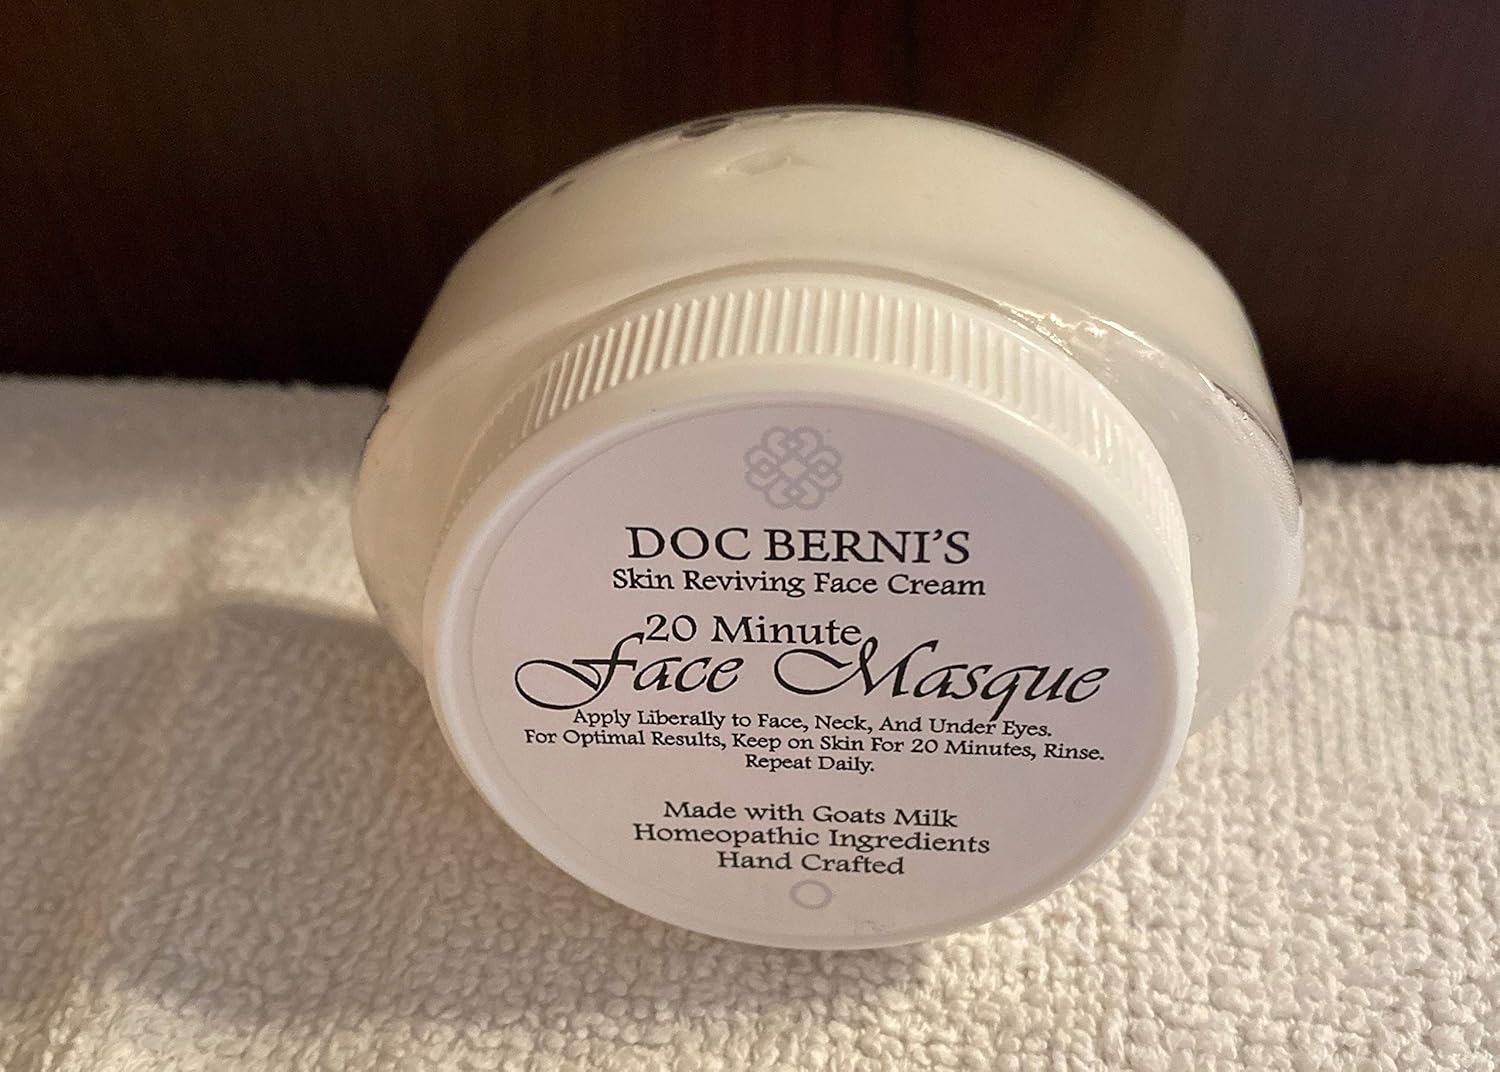 DOC BERNI'S
Skin Reviving Face Cream
20 Minute
Face Masque
Apply Liberally to Face, Neck, And Under Eyes.
For Optimal Results, Keep on Skin For 20 Minutes, Rinse.
Repeat Daily.
Made with Goats Milk
Homeopathic Ingredients
Hand Crafted